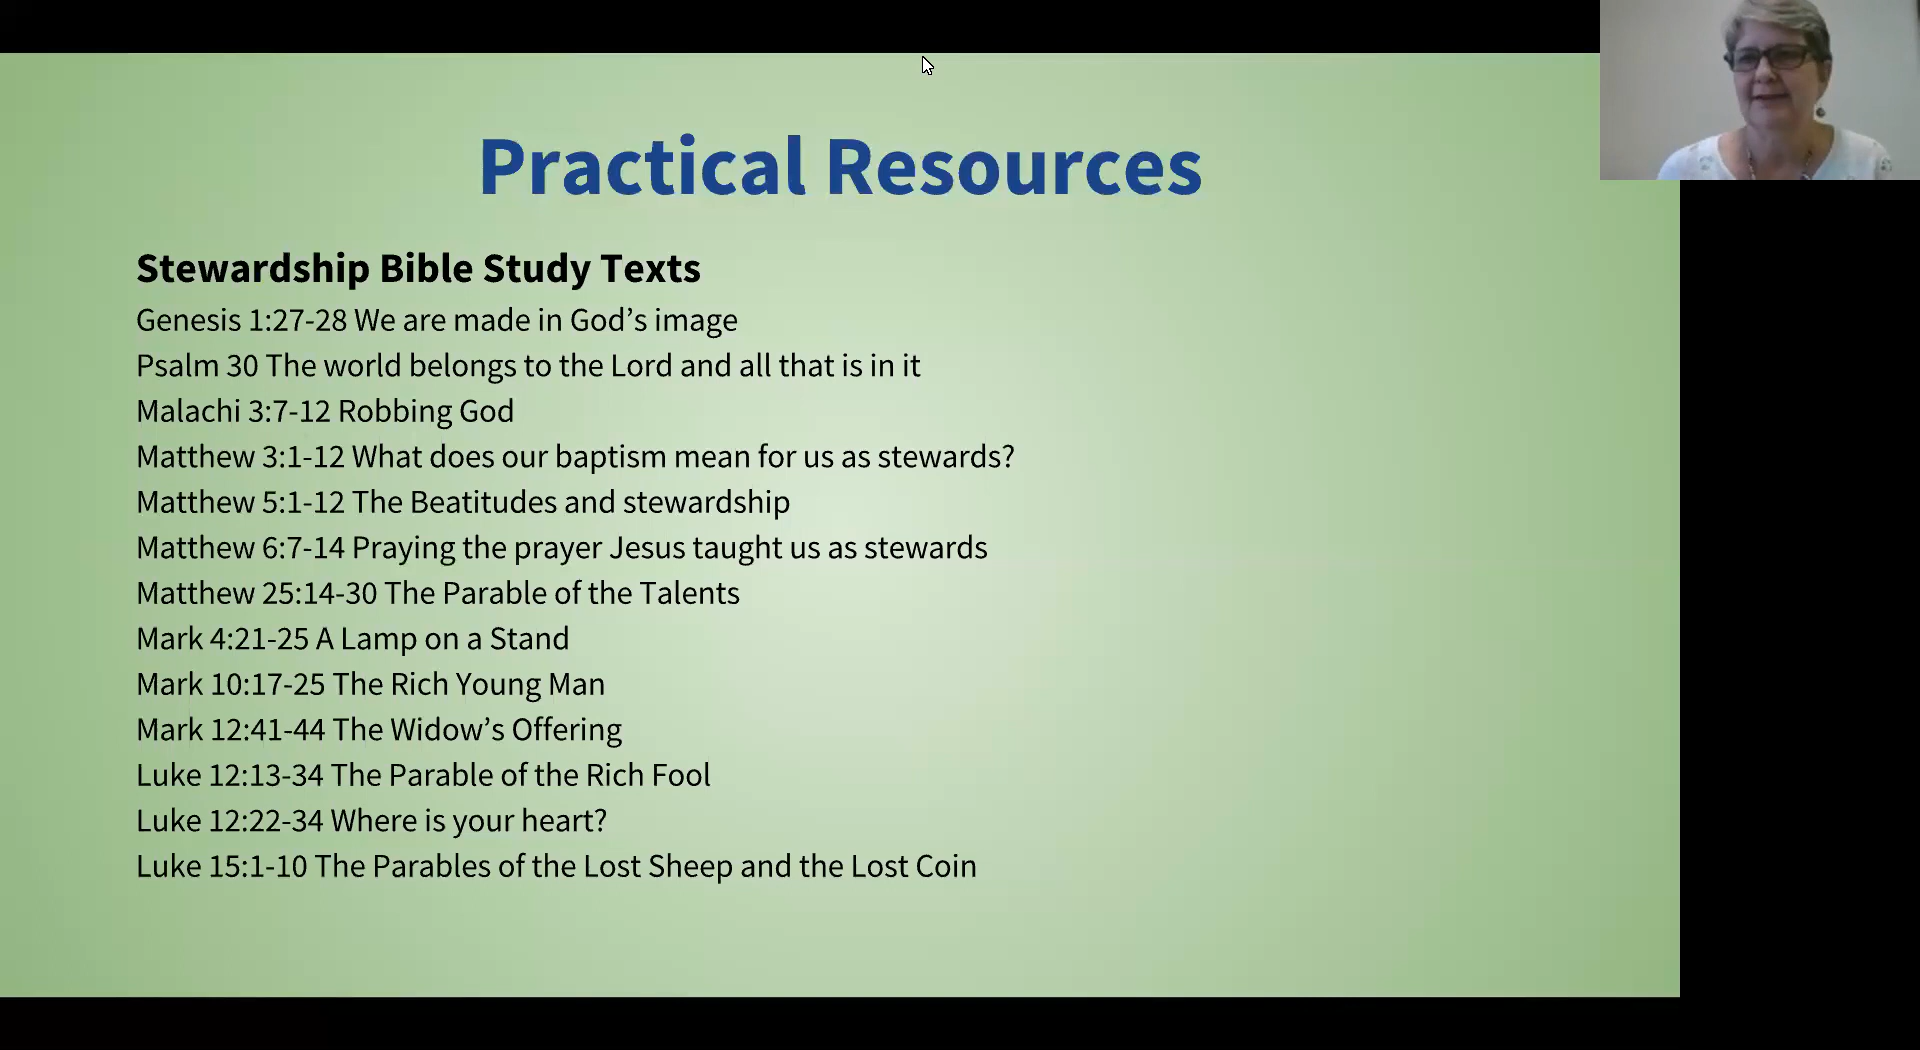 Practical Resources
Stewardship Bible Study Texts
Genesis 1:27-28 We are made in God’s image
Psalm 30 The world belongs to the Lord and all that is in it
Malachi 3:7-12 Robbing God
Matthew 3:1-12 What does our baptism mean for us as stewards?
Matthew 5:1-12 The Beatitudes and stewardship
Matthew 6:7-14 Praying the prayer Jesus taught us as stewards
Matthew 25:14-30 The Parable of the Talents
Mark 4:21-25 A Lamp on a Stand
Mark 10:17-25 The Rich Young Man
Mark 12:41-44 The Widow’s Offering
Luke 12:13-34 The Parable of the Rich Fool
Luke 12:22-34 Where is your heart?
Luke 15:1-10 The Parables of the Lost Sheep and the Lost Coin